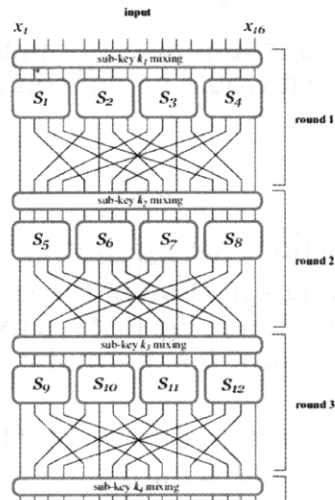 input
X1 X16
sub-key k1 mixing
S1 S2 S3 S4
round 1
sub-key k2 mixing
S5 S6 S7 S8
round 2
sub-key k3 mixing
S9 S10 S11 S12
round 3
sub-key k4 mixing